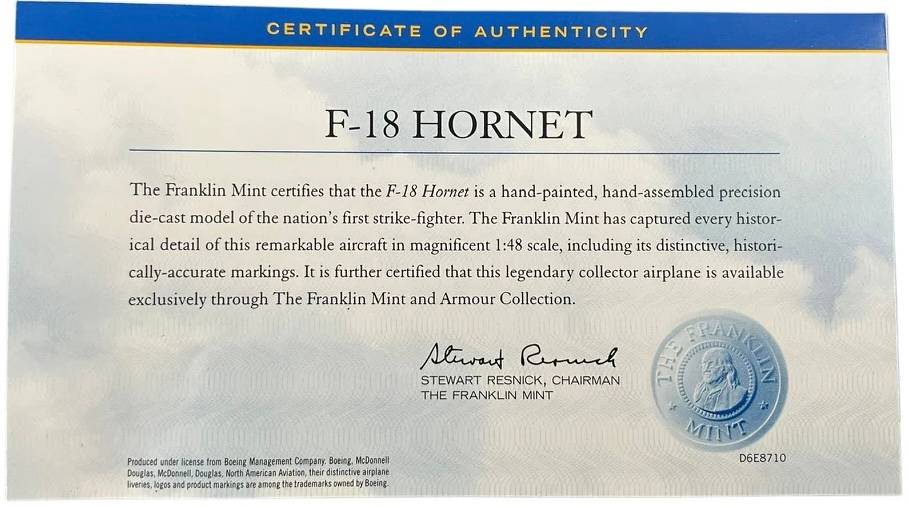 CERTIFICATE OF AUTHENTICITY
F-18 HORNET
The Franklin Mint certifies that the F-18 Hornet is a hand-painted, hand-assembled precision
die-cast model of the nation's first strike-fighter. The Franklin Mint has captured every histor-
ical detail of this remarkable aircraft in magnificent 1:48 scale, including its distinctive, histori-
cally-accurate markings. It is further certified that this legendary collector airplane is available
exclusively through The Franklin Mint and Armour Collection.
Stewart Resnick
STEWART RESNICK, CHAIRMAN
THE FRANKLIN MINT
THE FRANKLIN
MINT
D6E8710
Produced under license from Boeing Management Company. Boeing, McDonnell
Douglas, McDonnell, Douglas, North American Aviation, their distinctive airplane
liveries, logos and product markings are among the trademarks owned by Boeing.